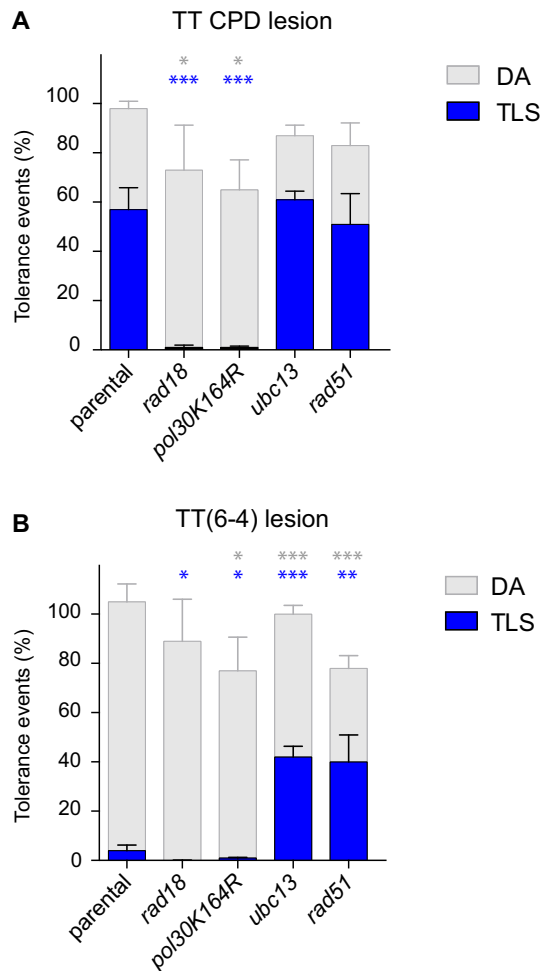 A
TT CPD lesion
* *
*** ***
DA
TLS
Tolerance events (%)
100
80
60
40
20
0
parental
rad18
pol30K164R
ubc13
rad51
B
TT(6-4) lesion
* *** ***
* * *** **
DA
TLS
Tolerance events (%)
100
80
60
40
20
0
parental
rad18
pol30K164R
ubc13
rad51